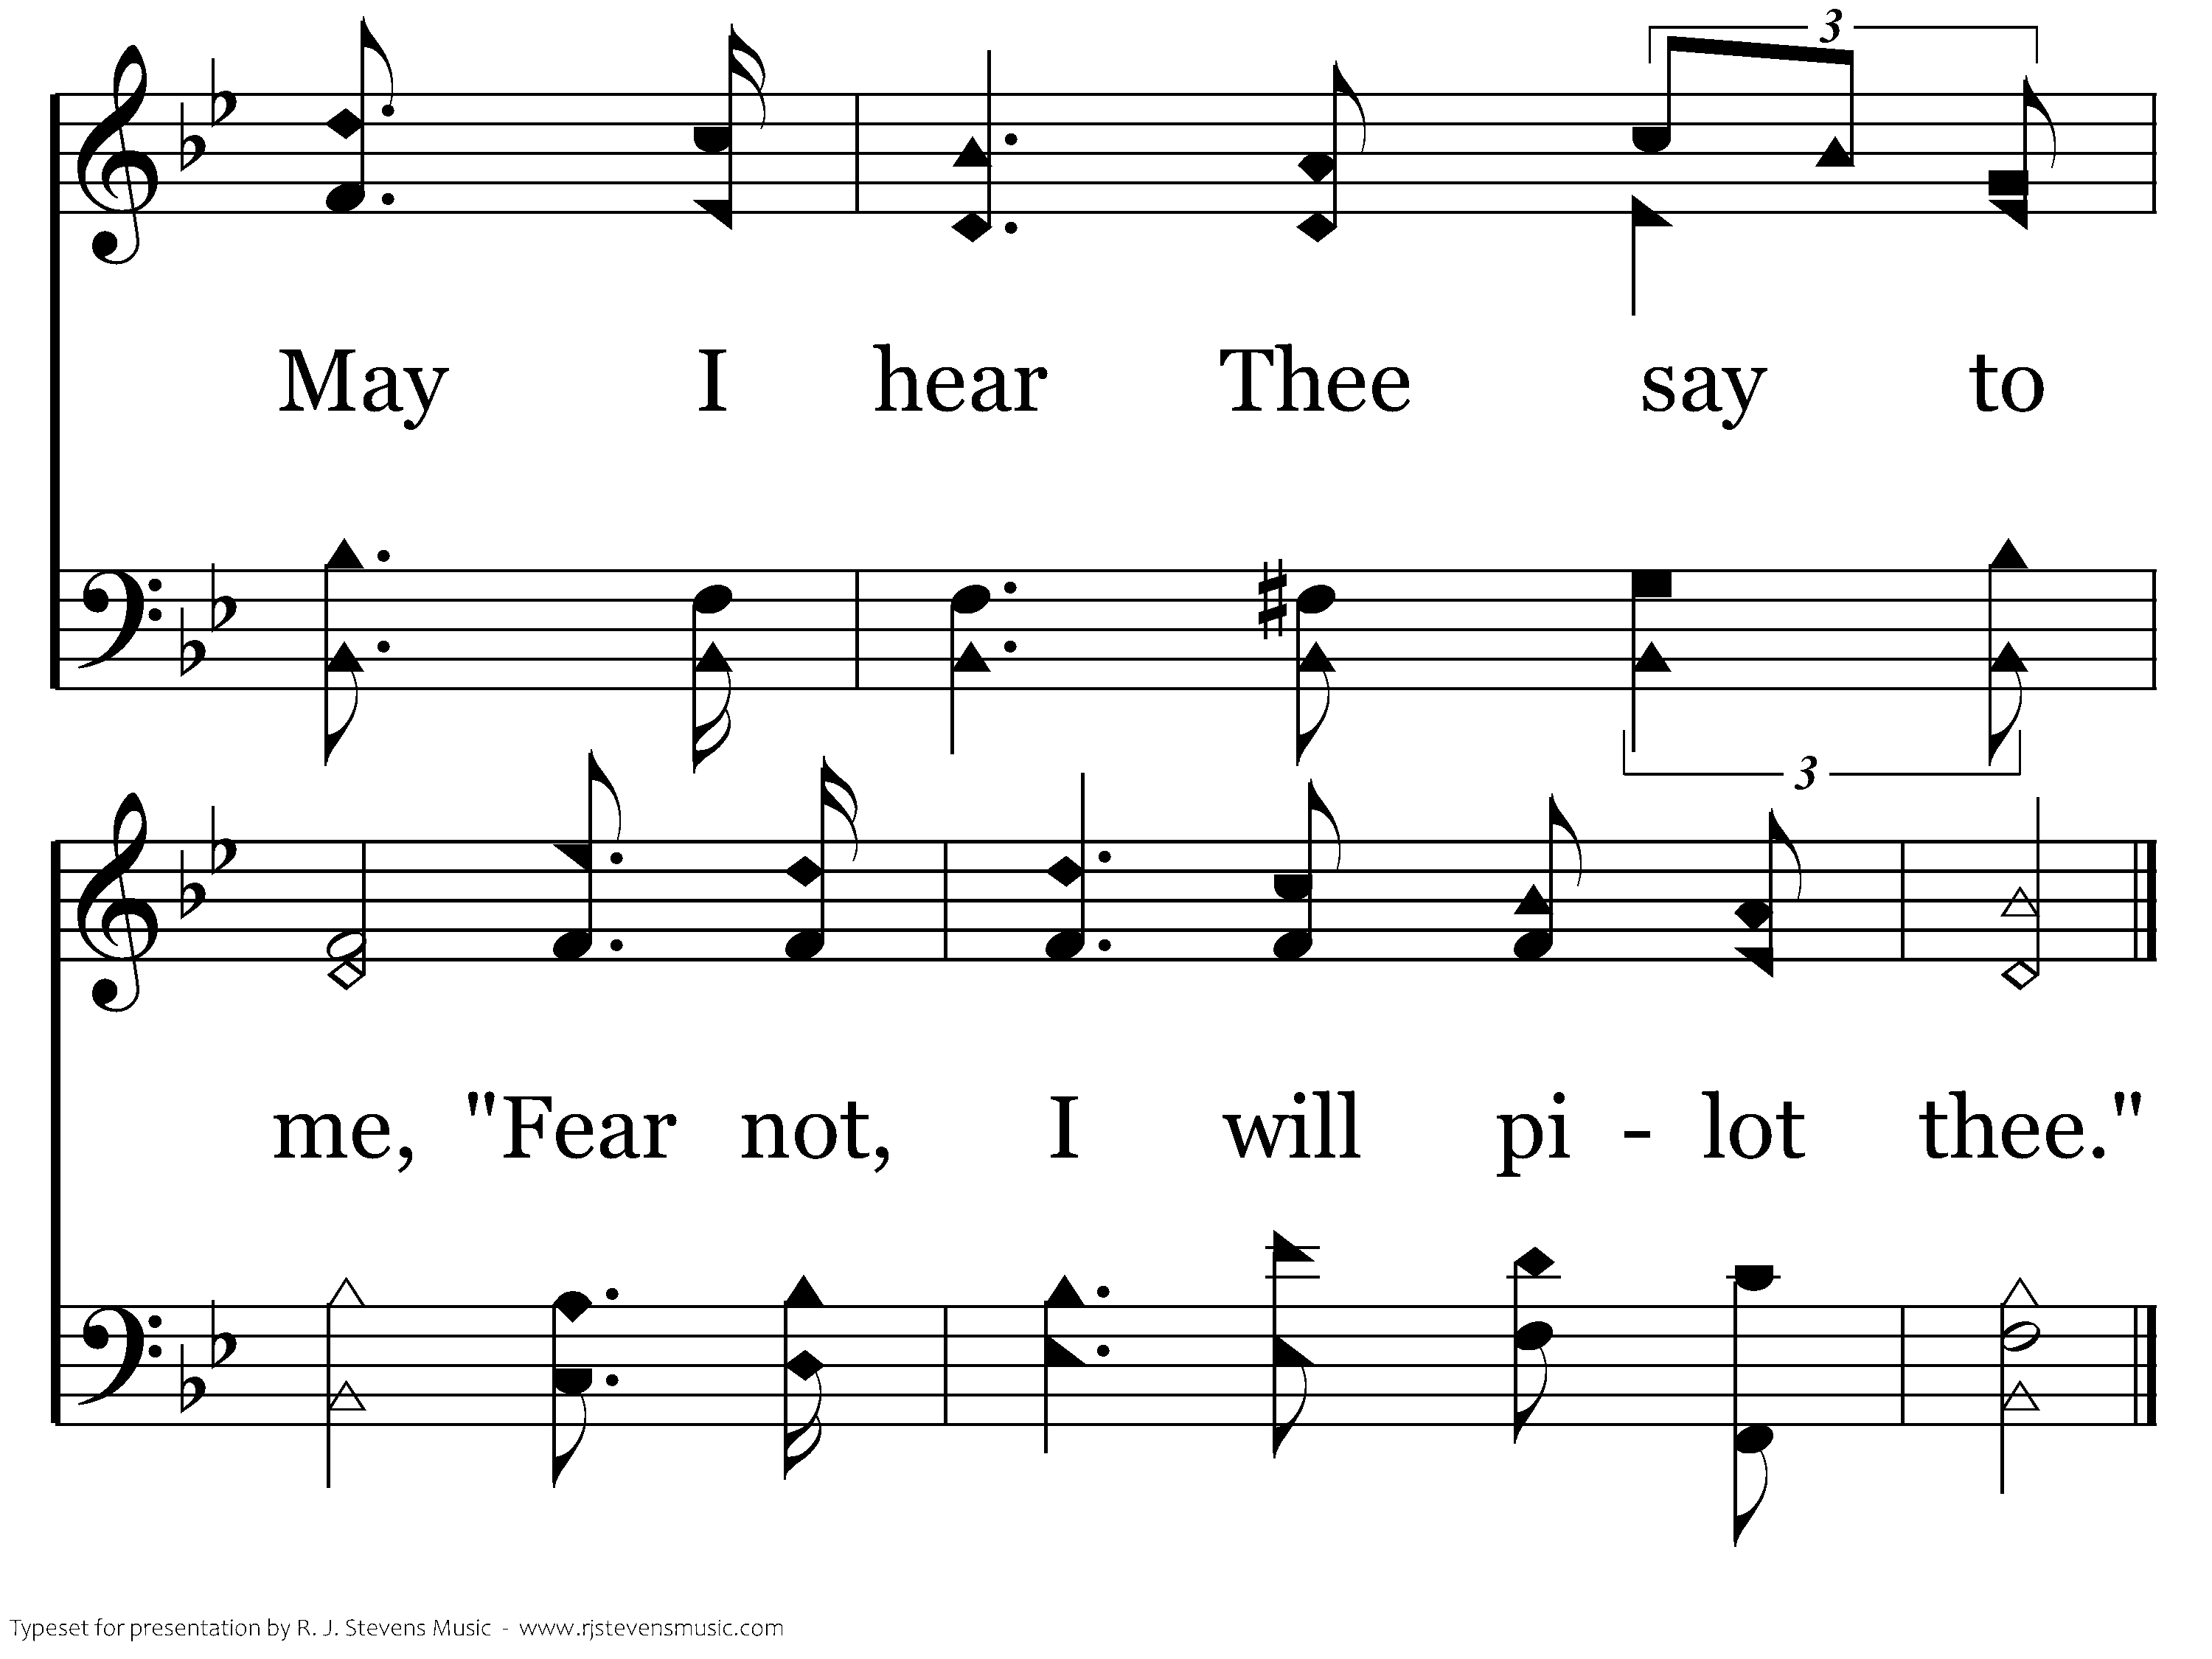 3
May I hear Thee say to
3
me, "Fear not, I will pi - lot thee."
Typeset for presentation by R. J. Stevens Music - www.rjstevensmusic.com